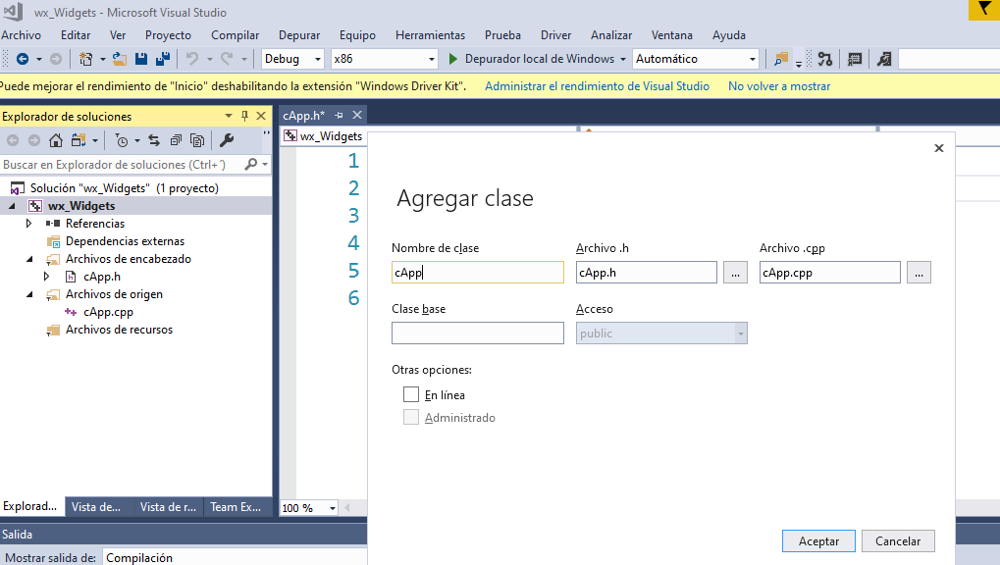 wx_Widgets - Microsoft Visual Studio
Archivo Editar Ver Proyecto Compilar Depurar Equipo Herramientas Prueba Driver Analizar Ventana Ayuda
Debug x86 Depurador local de Windows Automático
Puede mejorar el rendimiento de "Inicio" deshabilitando la extensión "Windows Driver Kit". Administrar el rendimiento de Visual Studio No volver a mostrar
Explorador de soluciones
cApp.h*
wx_Widgets
Buscar en Explorador de soluciones (Ctrl+´)
Solución "wx_Widgets" (1 proyecto)
wx_Widgets
Referencias
Dependencias externas
Archivos de encabezado
cApp.h
Archivos de origen
cApp.cpp
Archivos de recursos
1
2
3
4
5
6
Agregar clase
Nombre de clase Archivo .h Archivo .cpp
cApp cApp.h ... cApp.cpp ...
Clase base Acceso
public
Otras opciones:
En línea
Administrado
Aceptar Cancelar
100 %
Explorad... Vista de... Vista de r... Team Ex...
Salida
Mostrar salida de: Compilación